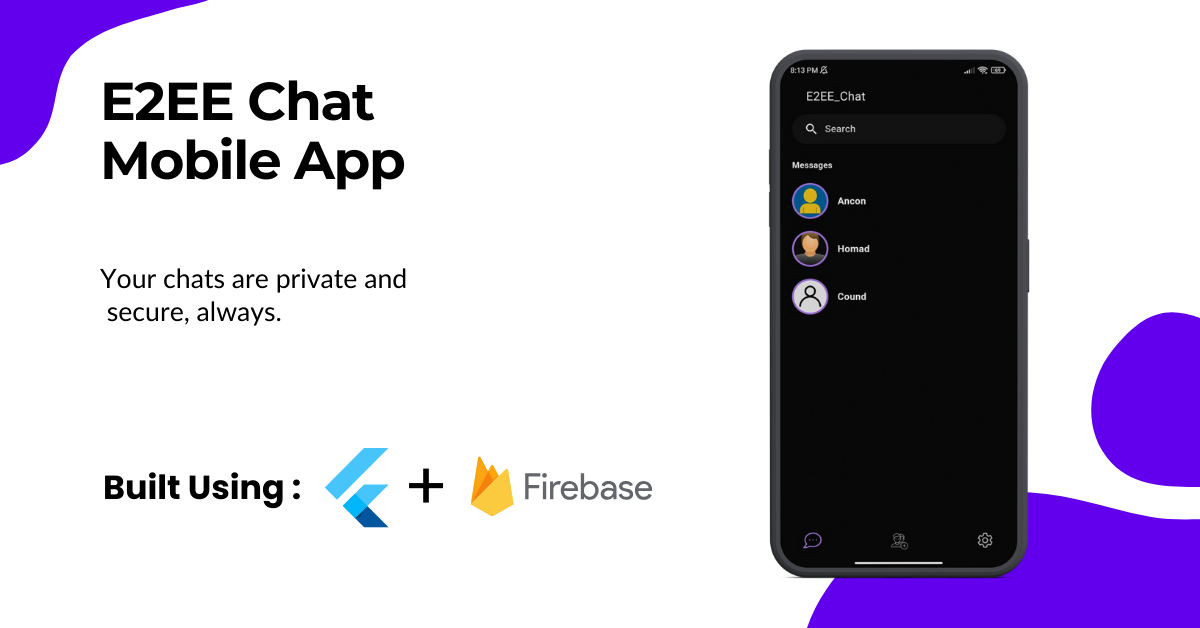 E2EE Chat
Mobile App
Your chats are private and
secure, always.
Built Using :
+
Firebase
8:13 PM
E2EE_Chat
Search
Messages
Ancon
Homad
Cound